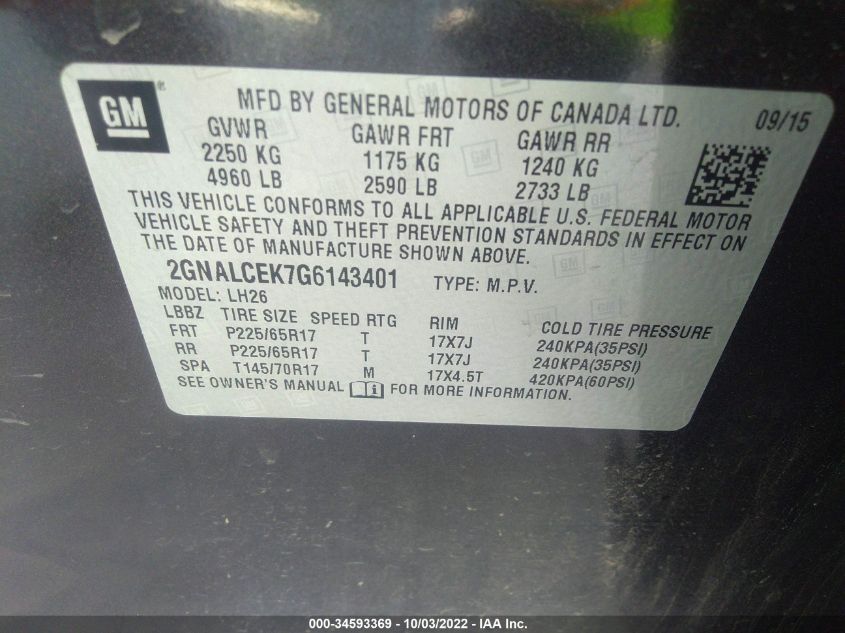 GM ®
MFD BY GENERAL MOTORS OF CANADA LTD. 09/15
GVWR GAWR FRT GAWR RR
2250 KG 1175 KG 1240 KG
4960 LB 2590 LB 2733 LB
THIS VEHICLE CONFORMS TO ALL APPLICABLE U.S. FEDERAL MOTOR
VEHICLE SAFETY AND THEFT PREVENTION STANDARDS IN EFFECT ON
THE DATE OF MANUFACTURE SHOWN ABOVE.
2GNALCEK7G6143401 TYPE: M.P.V.
MODEL: LH26
LBBZ TIRE SIZE SPEED RTG RIM COLD TIRE PRESSURE
FRT P225/65R17 T 17X7J 240KPA(35PSI)
RR P225/65R17 T 17X7J 240KPA(35PSI)
SPA T145/70R17 M 17X4.5T 420KPA(60PSI)
SEE OWNER'S MANUAL FOR MORE INFORMATION.
000-34593369 - 10/03/2022 - IAA Inc.